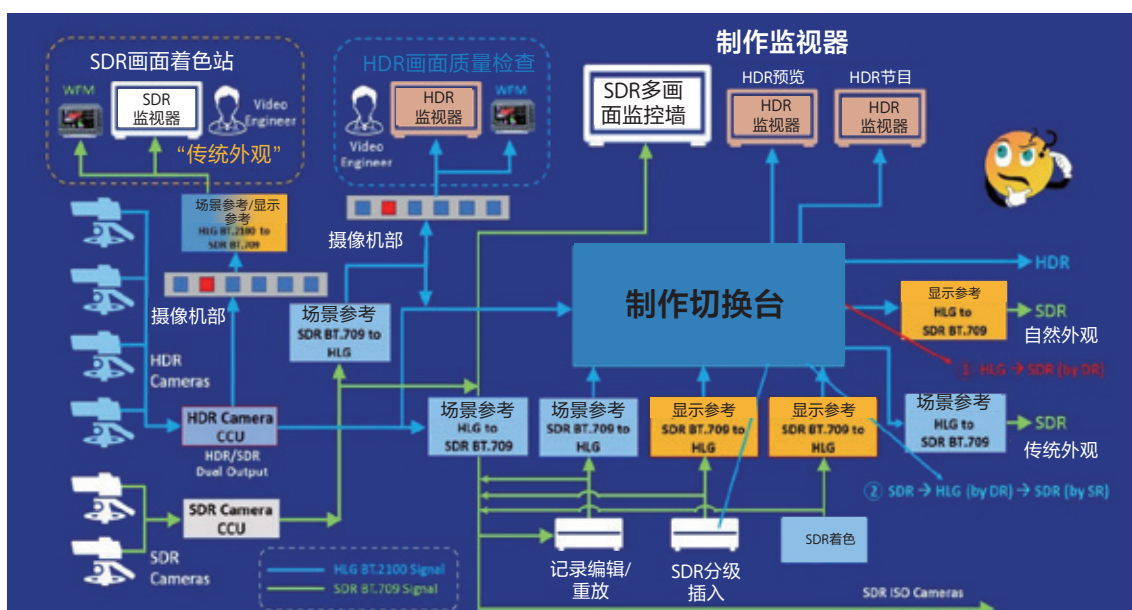 SDR画面着色站
WFM
SDR
监视器
Video
Engineer
“传统外观”
HDR画面质量检查
Video
Engineer
HDR
监视器
WFM
制作监视器
SDR多画
面监控墙
HDR预览
HDR
监视器
HDR节目
HDR
监视器
场景参考/显示
参考
HLG BT.2100 to
SDR BT.709
摄像机部
摄像机部
HDR
Cameras
HDR Camera
CCU
HDR/SDR
Dual Output
SDR Camera
CCU
SDR
Cameras
场景参考
SDR BT.709 to
HLG
制作切换台
HDR
显示参考
HLG to
SDR BT.709
SDR
自然外观
① HLG → SDR (by DR)
场景参考
HLG to
SDR BT.709
场景参考
SDR BT.709 to
HLG
显示参考
SDR BT.709 to
HLG
显示参考
SDR BT.709 to
HLG
场景参考
HLG to
SDR BT.709
SDR
传统外观
② SDR → HLG (by DR) → SDR (by SR)
记录编辑/
重放
SDR分级
插入
SDR着色
HLG BT.2100 Signal
SDR BT.709 Signal
SDR ISO Cameras